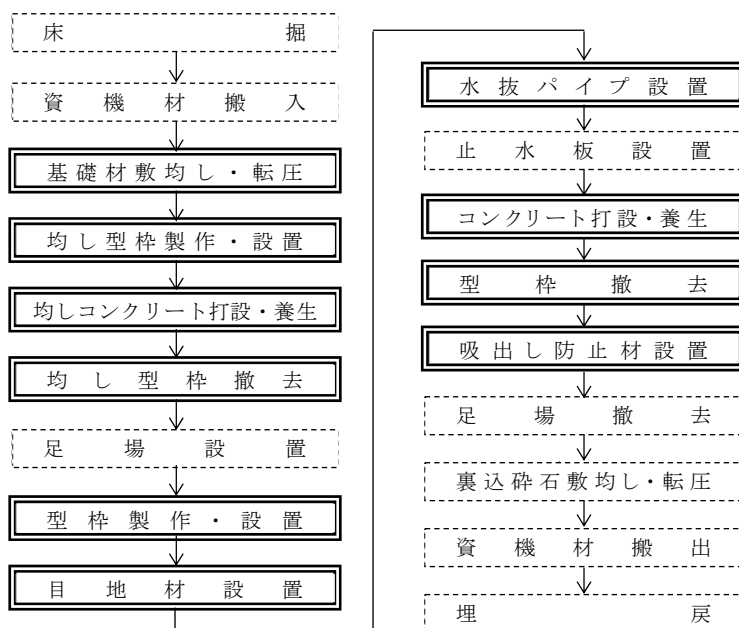 床掘
資機材搬入
基礎材敷均し・転圧
均し型枠製作・設置
均しコンクリート打設・養生
均し型枠撤去
足場設置
型枠製作・設置
目地材設置
水抜パイプ設置
止水板設置
コンクリート打設・養生
型枠撤去
吸出し防止材設置
足場撤去
裏込砕石敷均し・転圧
資機材搬出
埋戻